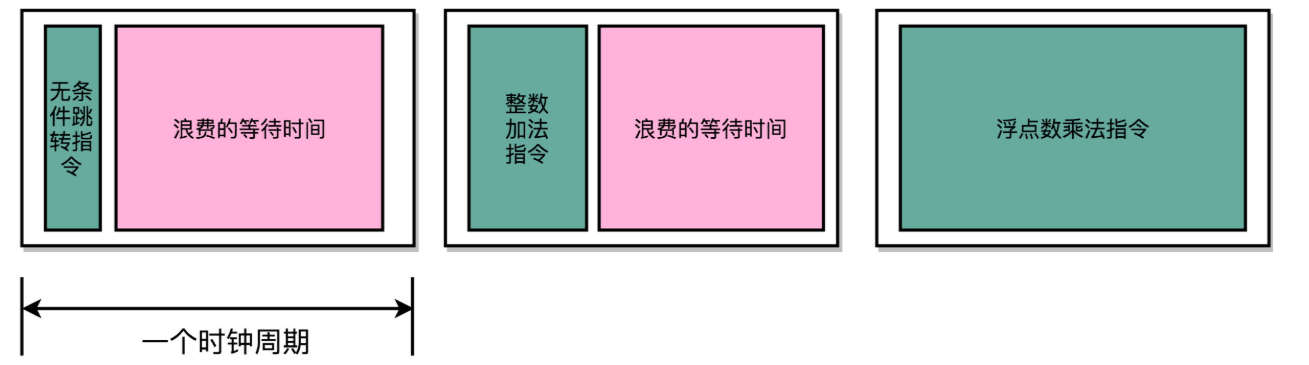 无条
件跳
转指
令
浪费的等待时间
整数
加法
指令
浪费的等待时间
浮点数乘法指令
一个时钟周期